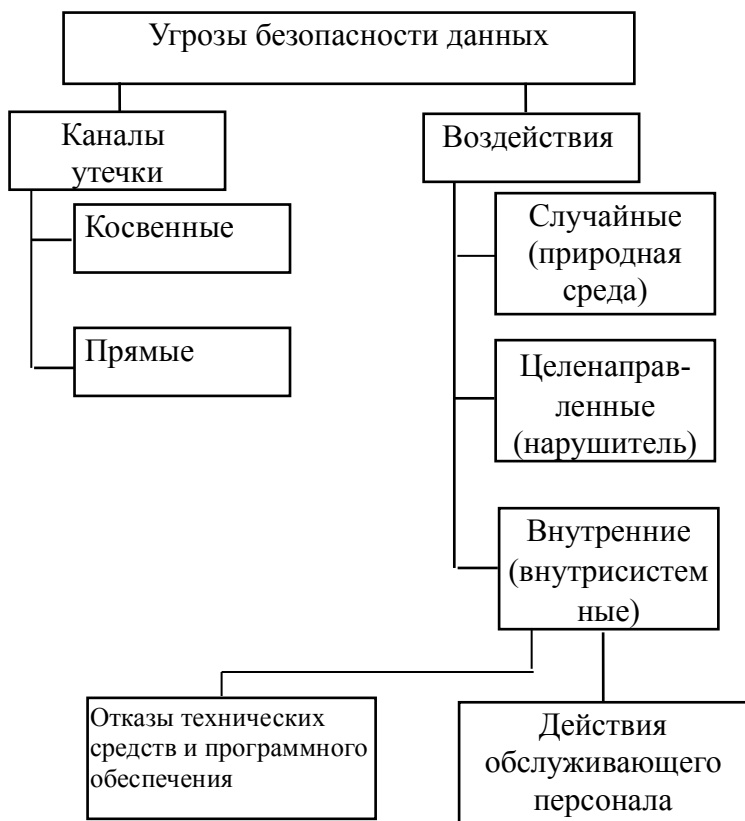 Угрозы безопасности данных
Каналы
утечки
Косвенные
Прямые
Воздействия
Случайные
(природная
среда)
Целенаправ-
ленные
(нарушитель)
Внутренние
(внутрисистем
ные)
Отказы технических
средств и программного
обеспечения
Действия
обслуживающего
персонала